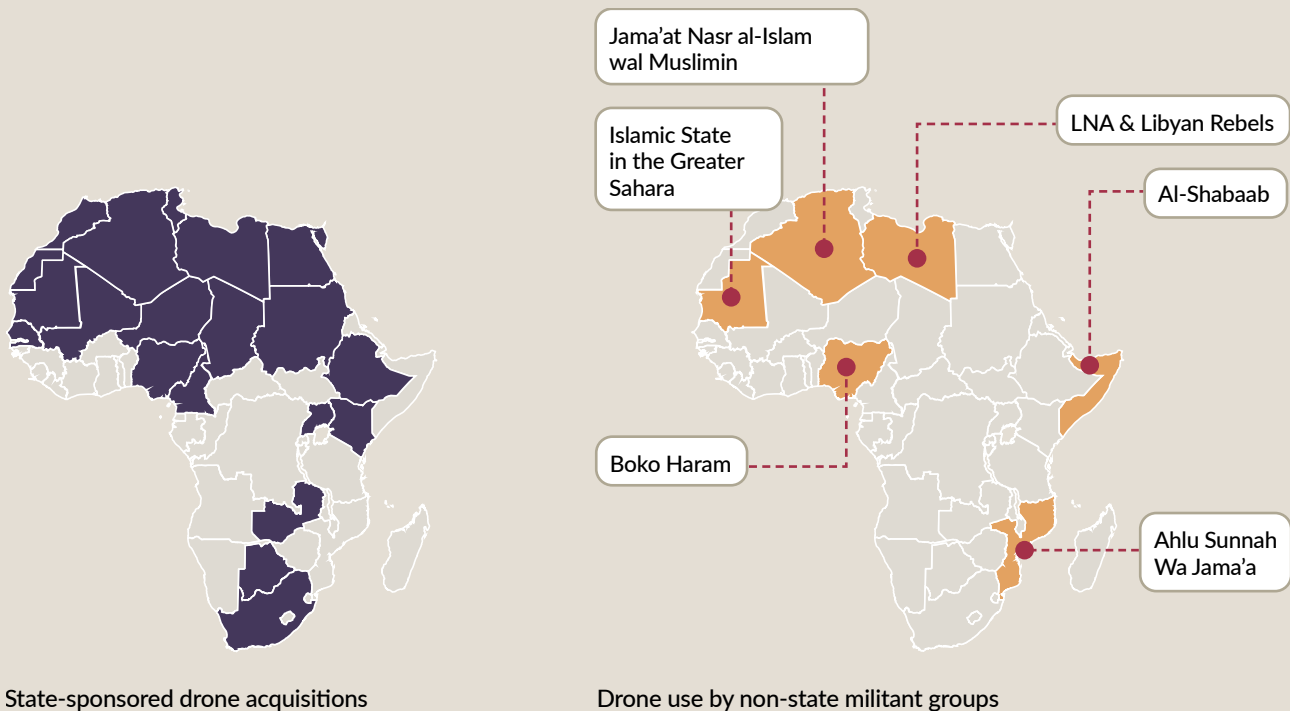 Jama’at Nasr al-Islam
wal Muslimin
Islamic State
in the Greater
Sahara
LNA & Libyan Rebels
Al-Shabaab
Boko Haram
Ahlu Sunnah
Wa Jama’a
State-sponsored drone acquisitions
Drone use by non-state militant groups